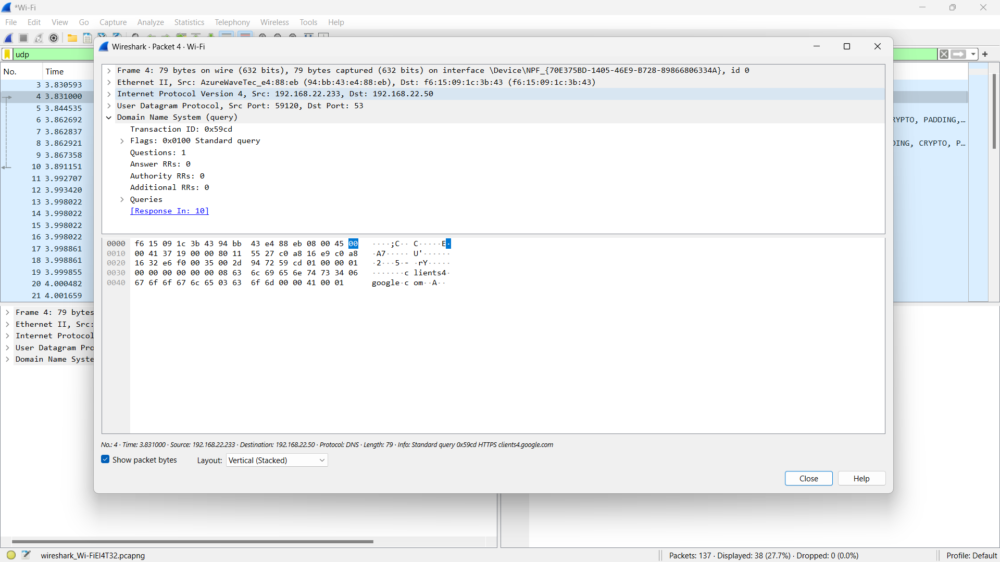 *Wi-Fi
File Edit View Go Capture Analyze Statistics Telephony Wireless Tools Help
udp
No. Time
3 3.830593
4 3.831000
5 3.844535
6 3.862692
7 3.862837
8 3.862921
9 3.867358
10 3.891151
11 3.992707
12 3.993420
13 3.998022
14 3.998022
15 3.998022
16 3.998022
17 3.998861
18 3.998861
19 3.999855
20 4.000482
21 4.001659
RYPTO, PADDING,…
DING, CRYPTO, P…
Wireshark · Packet 4 · Wi-Fi
Frame 4: 79 bytes on wire (632 bits), 79 bytes captured (632 bits) on interface \Device\NPF_{70E375BD-1405-46E9-B728-89866806334A}, id 0
Ethernet II, Src: AzureWaveTec_e4:88:eb (94:bb:43:e4:88:eb), Dst: f6:15:09:1c:3b:43 (f6:15:09:1c:3b:43)
Internet Protocol Version 4, Src: 192.168.22.233, Dst: 192.168.22.50
User Datagram Protocol, Src Port: 59120, Dst Port: 53
Domain Name System (query)
Transaction ID: 0x59cd
Flags: 0x0100 Standard query
Questions: 1
Answer RRs: 0
Authority RRs: 0
Additional RRs: 0
Queries
[Response In: 10]
0000 f6 15 09 1c 3b 43 94 bb 43 e4 88 eb 08 00 45 00 ····;C·· C·····E·
0010 00 41 37 19 00 00 80 11 55 27 c0 a8 16 e9 c0 a8 ·A7····· U'······
0020 16 32 e6 f0 00 35 00 2d 94 72 59 cd 01 00 00 01 ·2···5·- ·rY·····
0030 00 00 00 00 00 00 08 63 6c 69 65 6e 74 73 34 06 ·······c lients4·
0040 67 6f 6f 67 6c 65 03 63 6f 6d 00 00 41 00 01 google·c om··A··
No.: 4 · Time: 3.831000 · Source: 192.168.22.233 · Destination: 192.168.22.50 · Protocol: DNS · Length: 79 · Info: Standard query 0x59cd HTTPS clients4.google.com
Show packet bytes Layout: Vertical (Stacked)
Close Help
Frame 4: 79 bytes
Ethernet II, Src:
Internet Protocol
User Datagram Pro
Domain Name Syste
wireshark_Wi-FiEI4T32.pcapng
Packets: 137 · Displayed: 38 (27.7%) · Dropped: 0 (0.0%)
Profile: Default